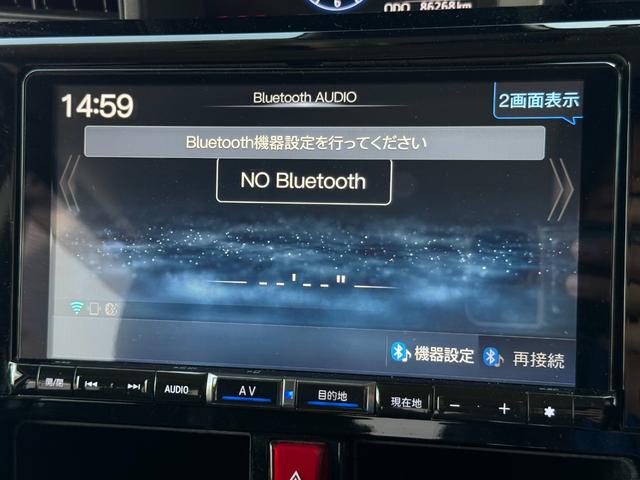 ODO 86268km
14:59
Bluetooth AUDIO
2画面表示
Bluetooth機器設定を行ってください
NO Bluetooth
--'--"
機器設定
再接続
開/閉
AUDIO
AV
目的地
現在地
- + ✱